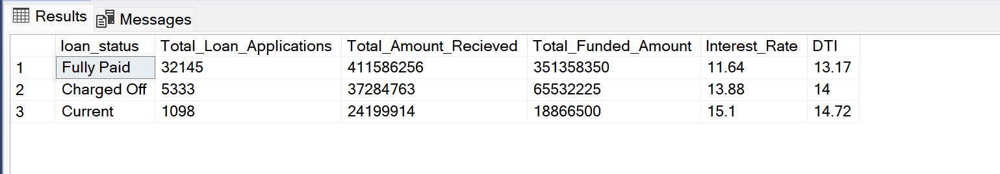 Results Messages
loan_status Total_Loan_Applications Total_Amount_Recieved Total_Funded_Amount Interest_Rate DTI
1 Fully Paid 32145 411586256 351358350 11.64 13.17
2 Charged Off 5333 37284763 65532225 13.88 14
3 Current 1098 24199914 18866500 15.1 14.72